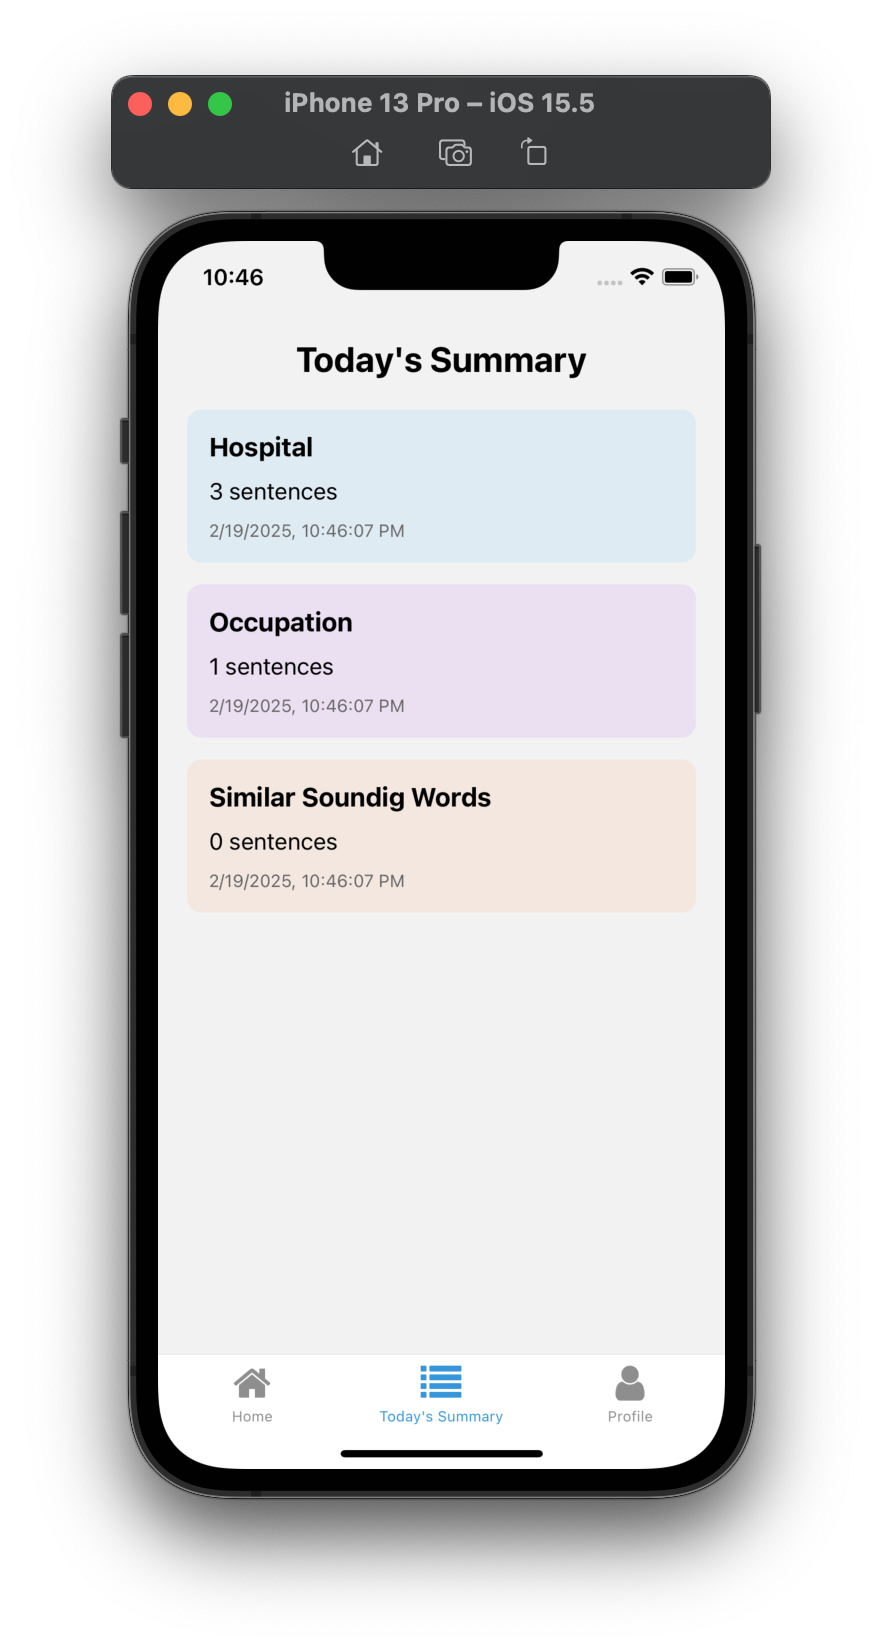 iPhone 13 Pro – iOS 15.5
10:46
Today's Summary
Hospital
3 sentences
2/19/2025, 10:46:07 PM
Occupation
1 sentences
2/19/2025, 10:46:07 PM
Similar Soundig Words
0 sentences
2/19/2025, 10:46:07 PM
Home
Today's Summary
Profile